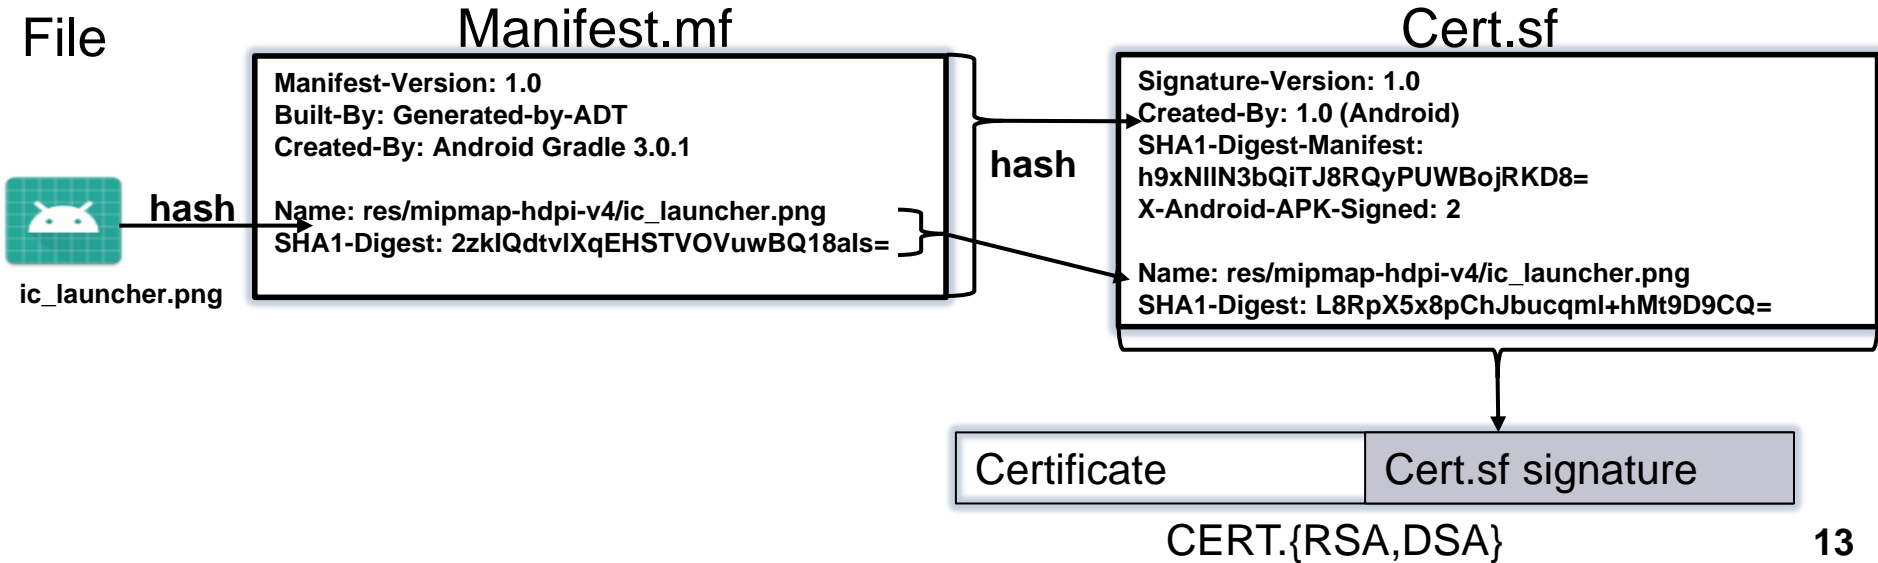 File
Manifest.mf
Cert.sf
Manifest-Version: 1.0
Built-By: Generated-by-ADT
Created-By: Android Gradle 3.0.1
Name: res/mipmap-hdpi-v4/ic_launcher.png
SHA1-Digest: 2zkIQdtvIXqEHSTVOVuwBQ18aIs=
hash
ic_launcher.png
hash
Signature-Version: 1.0
Created-By: 1.0 (Android)
SHA1-Digest-Manifest:
h9xNIlN3bQiTJ8RQyPUWBojRKD8=
X-Android-APK-Signed: 2
Name: res/mipmap-hdpi-v4/ic_launcher.png
SHA1-Digest: L8RpX5x8pChJbucqmI+hMt9D9CQ=
Certificate
Cert.sf signature
CERT.{RSA,DSA}
13